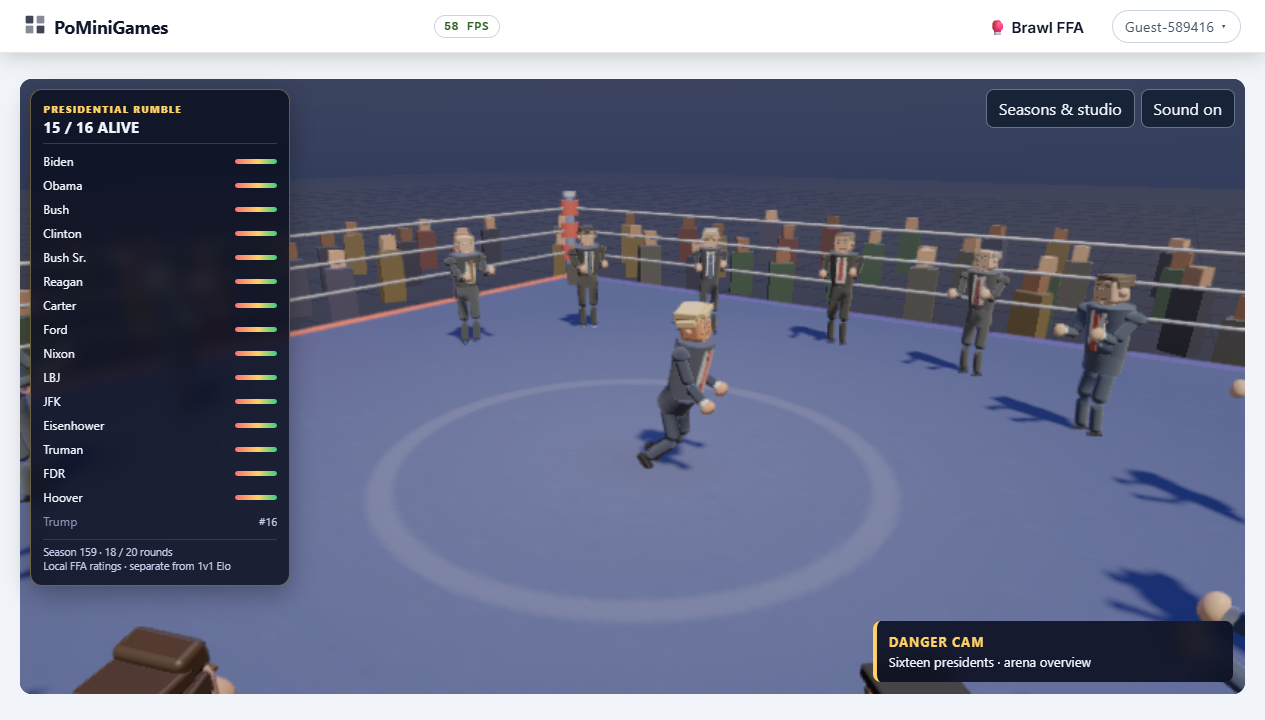 PoMiniGames
58 FPS
Brawl FFA
Guest-589416
PRESIDENTIAL RUMBLE
15 / 16 ALIVE
Biden
Obama
Bush
Clinton
Bush Sr.
Reagan
Carter
Ford
Nixon
LBJ
JFK
Eisenhower
Truman
FDR
Hoover
Trump #16
Season 159 · 18 / 20 rounds
Local FFA ratings · separate from 1v1 Elo
Seasons & studio
Sound on
DANGER CAM
Sixteen presidents · arena overview